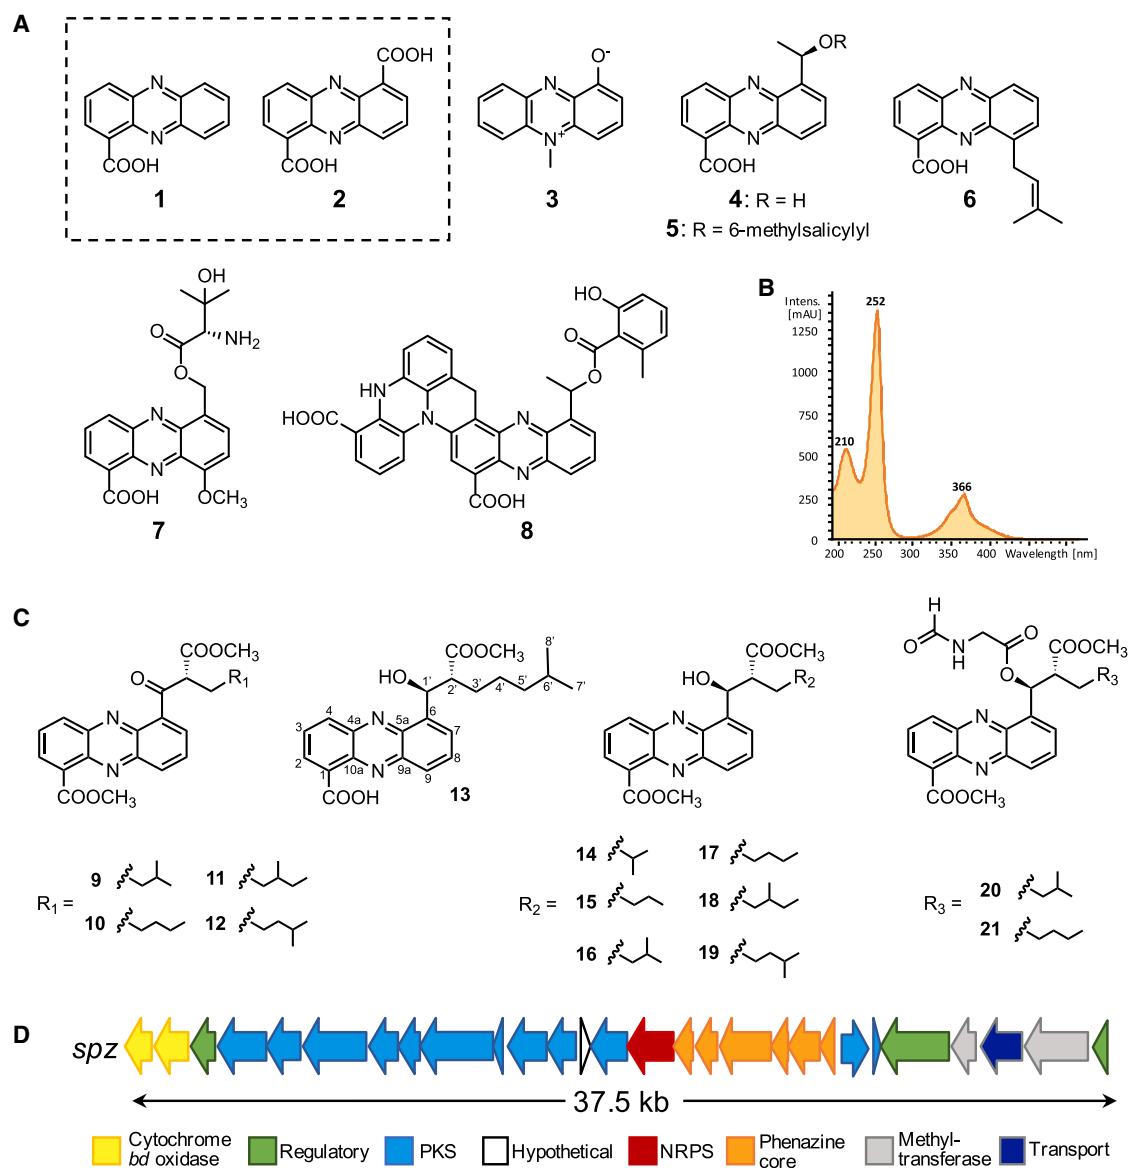 A
COOH
N
N
N
N
COOH
COOH
1
2
O-
N
N+
3
OR
N
N
COOH
4: R = H
5: R = 6-methylsalicylyl
N
N
COOH
6
OH
O
NH2
O
N
N
COOH
OCH3
7
HO
O
O
HN
N
HOOC
N
N
COOH
8
B
Intens.
[mAU]
252
1250
1000
750
500
250
0
210
366
200 250 300 350 400 Wavelength [nm]
C
COOCH3
O
R1
N
N
COOCH3
8'
COOCH3
HO 1' 2' 3' 4' 5' 6' 7'
6
4 4a N 5a 7
3 8
2 1 10a N 9a 9
COOH
13
COOCH3
HO
R2
N
N
COOCH3
H
O
N
H
O
O
COOCH3
R3
N
N
COOCH3
R1 =
9
11
10
12
R2 =
14
17
15
18
16
19
R3 =
20
21
D
spz
37.5 kb
Cytochrome
bd oxidase
Regulatory
PKS
Hypothetical
NRPS
Phenazine
core
Methyl-
transferase
Transport